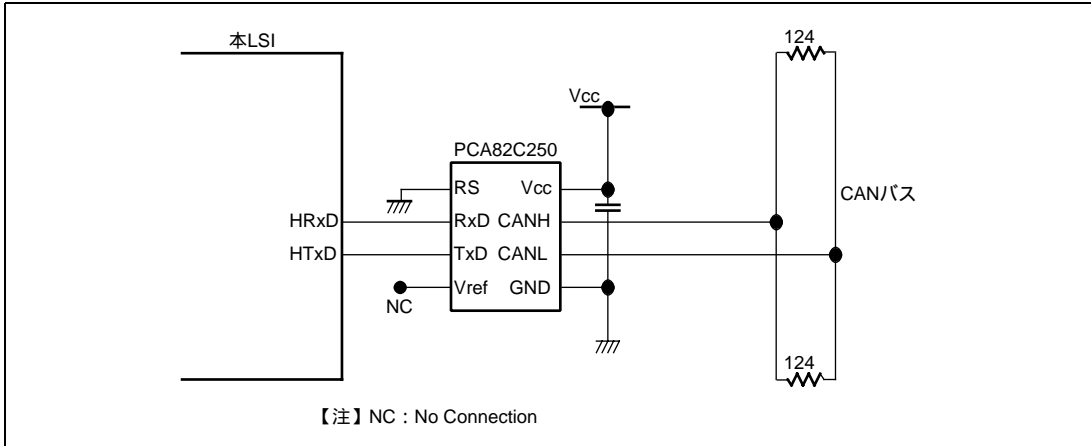 本LSI
124
Vcc
PCA82C250
RS
Vcc
HRxD
RxD
CANH
CANバス
HTxD
TxD
CANL
Vref
GND
NC
124
【注】NC：No Connection